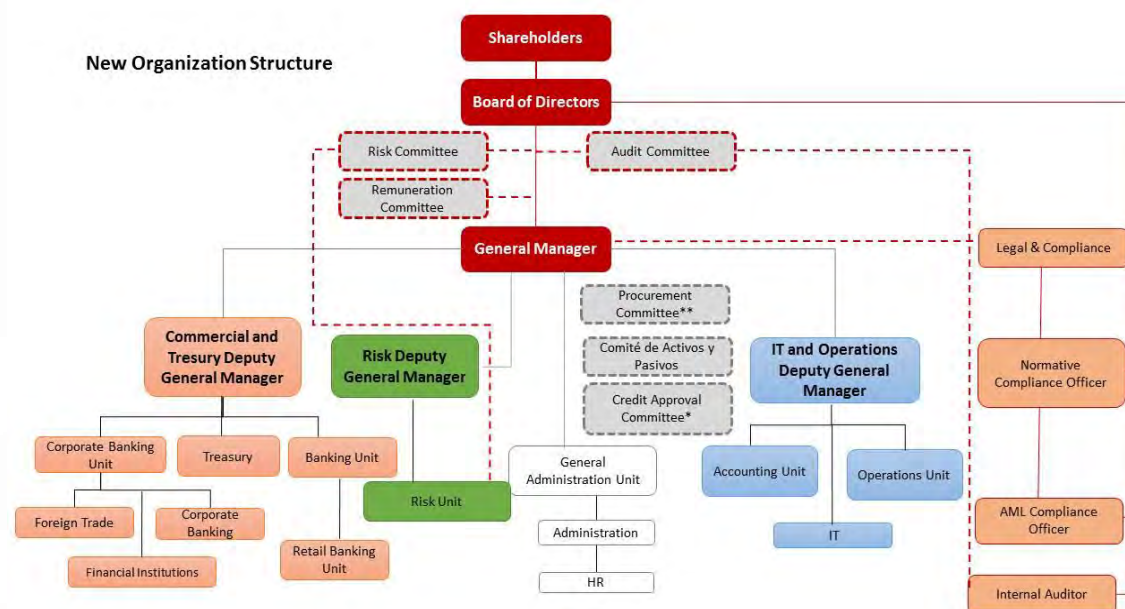 New Organization Structure
Shareholders
Board of Directors
Risk Committee
Audit Committee
Remuneration
Committee
General Manager
Legal & Compliance
Procurement
Committee**
Commercial and
Tresury Deputy
General Manager
Risk Deputy
General Manager
Comité de Activos y
Pasivos
IT and Operations
Deputy General
Manager
Normative
Compliance Officer
Credit Approval
Committee*
Corporate Banking
Unit
Treasury
Banking Unit
General
Administration Unit
Accounting Unit
Operations Unit
Risk Unit
Foreign Trade
Corporate
Banking
Administration
IT
AML Compliance
Officer
Financial Institutions
Retail Banking
Unit
HR
Internal Auditor